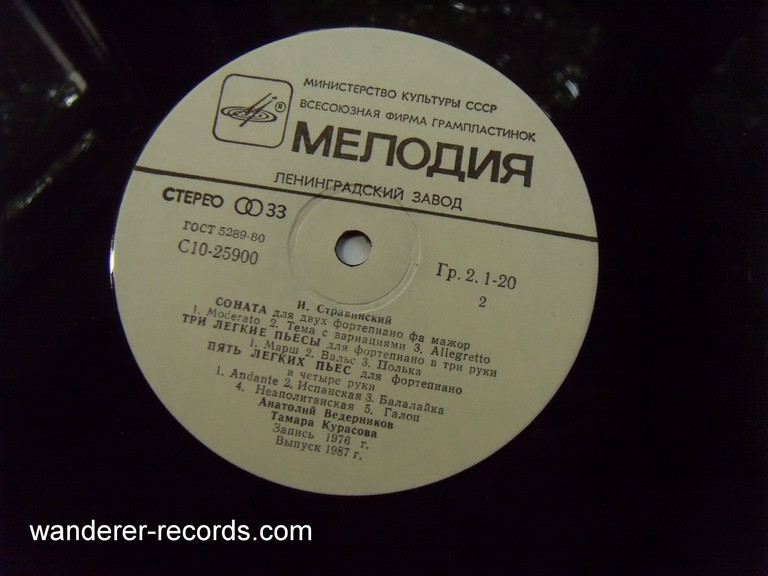 МИНИСТЕРСТВО КУЛЬТУРЫ СССР
ВСЕСОЮЗНАЯ ФИРМА ГРАМПЛАСТИНОК
®
МЕЛОДИЯ
ЛЕНИНГРАДСКИЙ ЗАВОД
СТЕРЕО 33
ГОСТ 5289-80
С10-25900
Гр. 2. 1-20
2
И. Стравинский
СОНАТА для двух фортепиано фа мажор
1. Moderato 2. Тема с вариациями 3. Allegretto
ТРИ ЛЕГКИЕ ПЬЕСЫ для фортепиано в три руки
1. Марш 2. Вальс 3. Полька
ПЯТЬ ЛЕГКИХ ПЬЕС для фортепиано
в четыре руки
1. Andante 2. Испанская 3. Балалайка
4. Неаполитанская 5. Галоп
Анатолий Ведерников
Тамара Курасова
Запись 1976 г.
Выпуск 1987 г.
wanderer-records.com